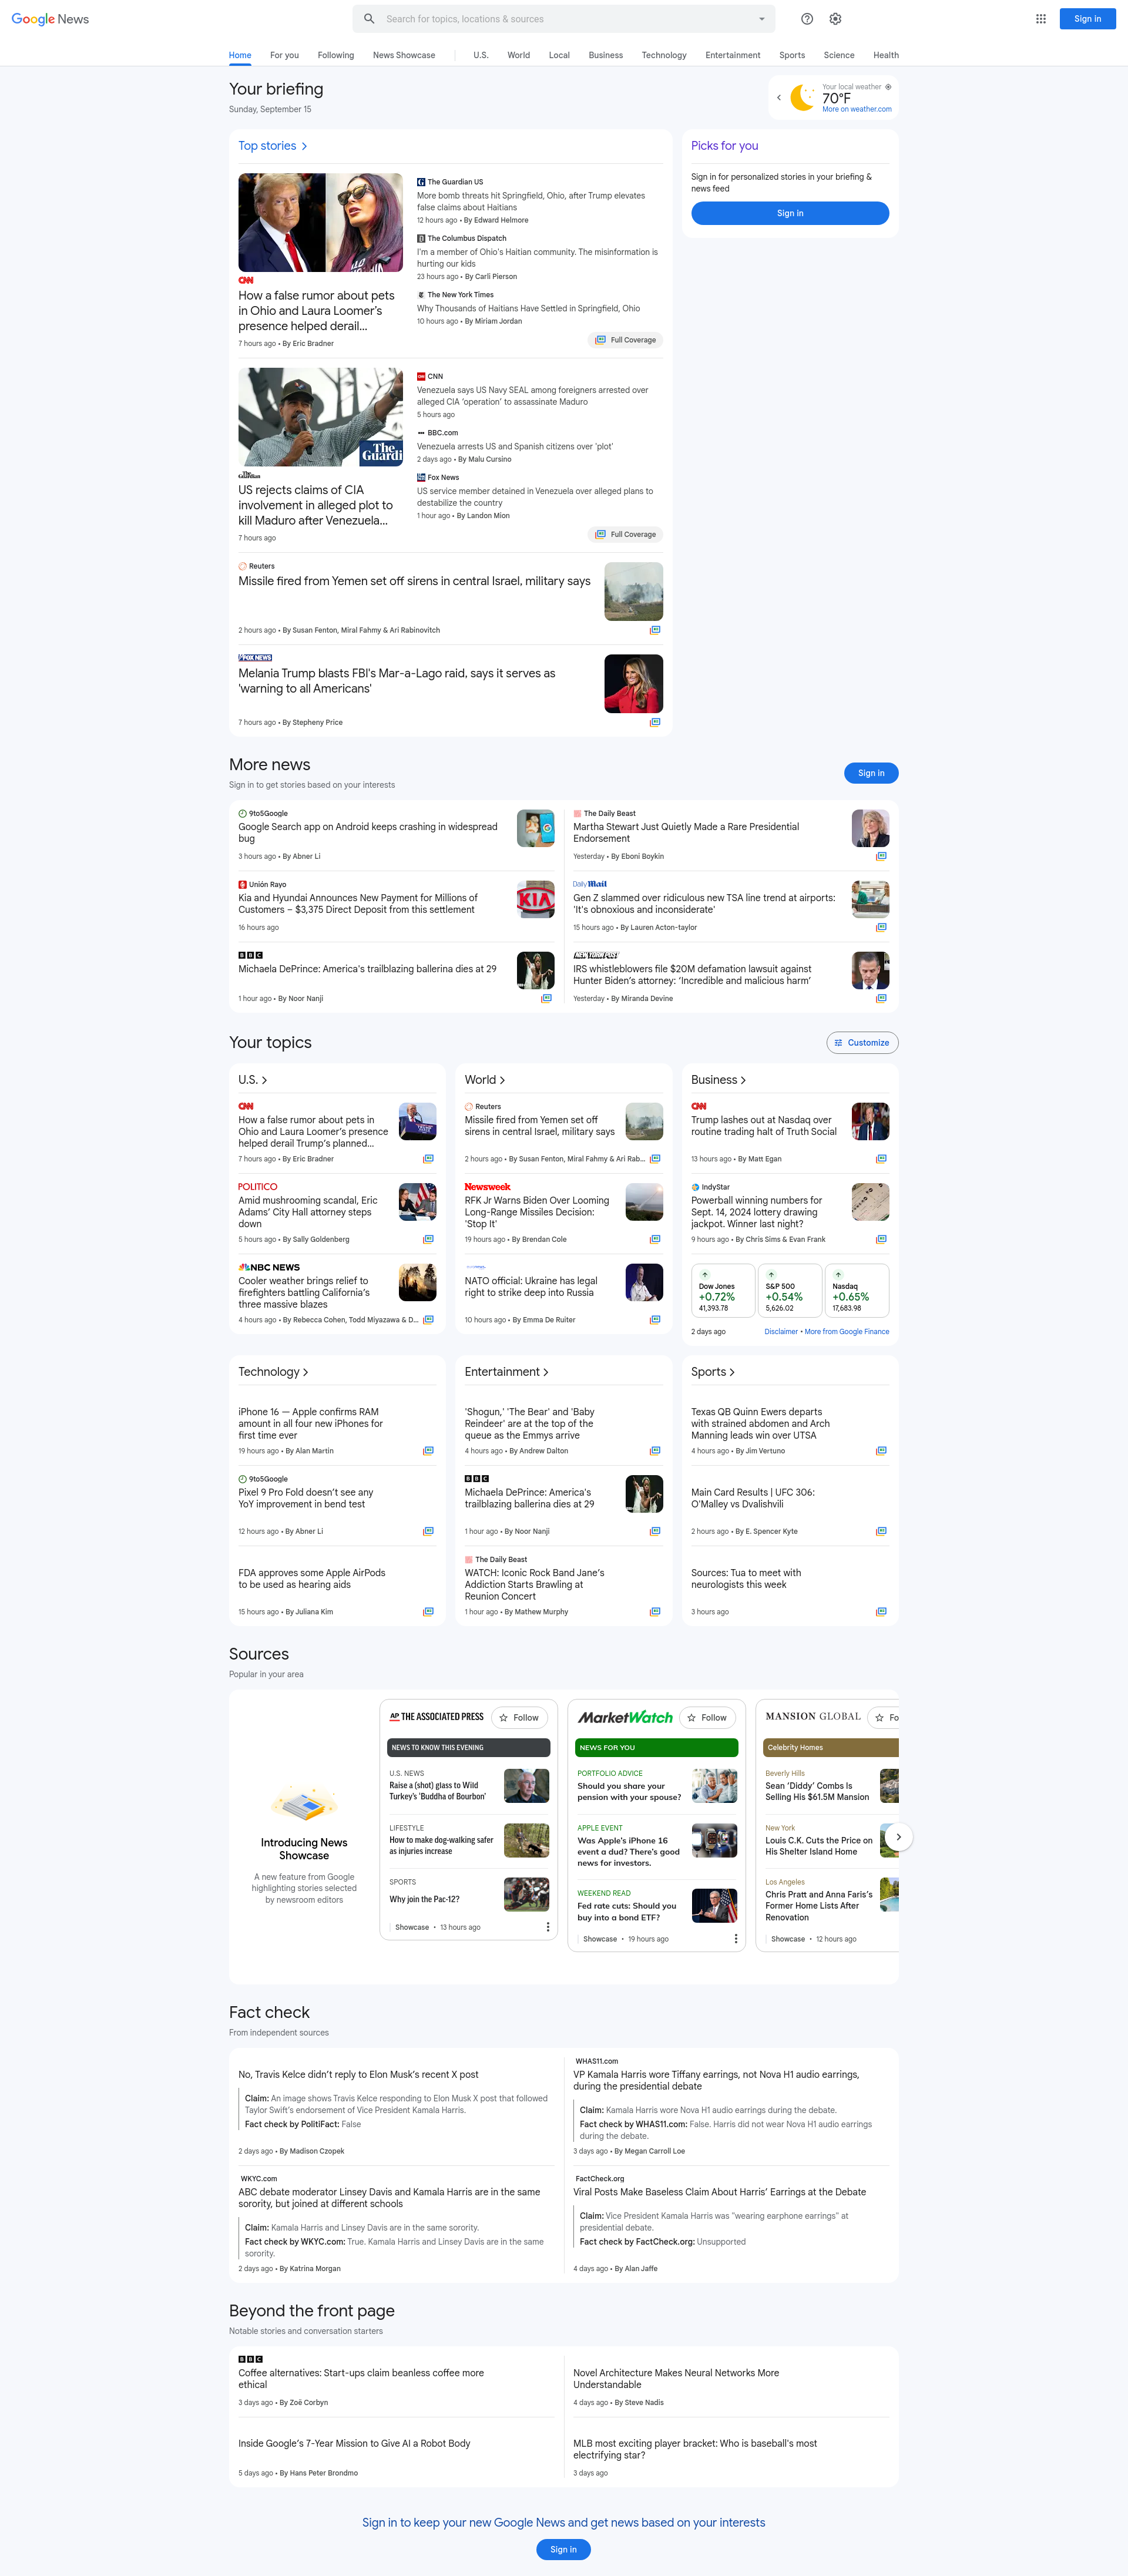 Google News
Search for topics, locations & sources
Sign in
Home
For you
Following
News Showcase
U.S.
World
Local
Business
Technology
Entertainment
Sports
Science
Health
Your briefing
Sunday, September 15
Your local weather
70°F
More on weather.com
Top stories
CNN
How a false rumor about pets
in Ohio and Laura Loomer's
presence helped derail...
7 hours ago • By Eric Bradner
The Guardian US
More bomb threats hit Springfield, Ohio, after Trump elevates
false claims about Haitians
12 hours ago • By Edward Helmore
The Columbus Dispatch
I'm a member of Ohio's Haitian community. The misinformation is
hurting our kids
23 hours ago • By Carli Pierson
The New York Times
Why Thousands of Haitians Have Settled in Springfield, Ohio
10 hours ago • By Miriam Jordan
Full Coverage
The
Guardi
The
Guardian
US rejects claims of CIA
involvement in alleged plot to
kill Maduro after Venezuela...
7 hours ago
CNN
Venezuela says US Navy SEAL among foreigners arrested over
alleged CIA 'operation' to assassinate Maduro
5 hours ago
BBC.com
Venezuela arrests US and Spanish citizens over 'plot'
2 days ago • By Malu Cursino
Fox News
US service member detained in Venezuela over alleged plans to
destabilize the country
1 hour ago • By Landon Mion
Full Coverage
Reuters
Missile fired from Yemen set off sirens in central Israel, military says
2 hours ago • By Susan Fenton, Miral Fahmy & Ari Rabinovitch
FOX NEWS
Melania Trump blasts FBI's Mar-a-Lago raid, says it serves as
'warning to all Americans'
7 hours ago • By Stepheny Price
Picks for you
Sign in for personalized stories in your briefing &
news feed
Sign in
More news
Sign in to get stories based on your interests
Sign in
9to5Google
Google Search app on Android keeps crashing in widespread
bug
3 hours ago • By Abner Li
Unión Rayo
Kia and Hyundai Announces New Payment for Millions of
Customers – $3,375 Direct Deposit from this settlement
16 hours ago
KIA
BBC
Michaela DePrince: America's trailblazing ballerina dies at 29
1 hour ago • By Noor Nanji
The Daily Beast
Martha Stewart Just Quietly Made a Rare Presidential
Endorsement
Yesterday • By Eboni Boykin
Daily Mail
Gen Z slammed over ridiculous new TSA line trend at airports:
'It's obnoxious and inconsiderate'
15 hours ago • By Lauren Acton-taylor
NEW YORK POST
IRS whistleblowers file $20M defamation lawsuit against
Hunter Biden's attorney: 'Incredible and malicious harm'
Yesterday • By Miranda Devine
Your topics
Customize
U.S.
CNN
How a false rumor about pets in
Ohio and Laura Loomer's presence
helped derail Trump's planned...
7 hours ago • By Eric Bradner
POLITICO
Amid mushrooming scandal, Eric
Adams' City Hall attorney steps
down
5 hours ago • By Sally Goldenberg
NBC NEWS
Cooler weather brings relief to
firefighters battling California's
three massive blazes
4 hours ago • By Rebecca Cohen, Todd Miyazawa & D...
World
Reuters
Missile fired from Yemen set off
sirens in central Israel, military says
2 hours ago • By Susan Fenton, Miral Fahmy & Ari Rab...
Newsweek
RFK Jr Warns Biden Over Looming
Long-Range Missiles Decision:
'Stop It'
19 hours ago • By Brendan Cole
NATO official: Ukraine has legal
right to strike deep into Russia
10 hours ago • By Emma De Ruiter
Business
CNN
Trump lashes out at Nasdaq over
routine trading halt of Truth Social
13 hours ago • By Matt Egan
IndyStar
Powerball winning numbers for
Sept. 14, 2024 lottery drawing
jackpot. Winner last night?
9 hours ago • By Chris Sims & Evan Frank
Dow Jones
+0.72%
41,393.78
S&P 500
+0.54%
5,626.02
Nasdaq
+0.65%
17,683.98
2 days ago
Disclaimer • More from Google Finance
Technology
iPhone 16 — Apple confirms RAM
amount in all four new iPhones for
first time ever
19 hours ago • By Alan Martin
9to5Google
Pixel 9 Pro Fold doesn't see any
YoY improvement in bend test
12 hours ago • By Abner Li
FDA approves some Apple AirPods
to be used as hearing aids
15 hours ago • By Juliana Kim
Entertainment
'Shogun,' 'The Bear' and 'Baby
Reindeer' are at the top of the
queue as the Emmys arrive
4 hours ago • By Andrew Dalton
BBC
Michaela DePrince: America's
trailblazing ballerina dies at 29
1 hour ago • By Noor Nanji
The Daily Beast
WATCH: Iconic Rock Band Jane's
Addiction Starts Brawling at
Reunion Concert
1 hour ago • By Mathew Murphy
Sports
Texas QB Quinn Ewers departs
with strained abdomen and Arch
Manning leads win over UTSA
4 hours ago • By Jim Vertuno
Main Card Results | UFC 306:
O'Malley vs Dvalishvili
2 hours ago • By E. Spencer Kyte
Sources: Tua to meet with
neurologists this week
3 hours ago
Sources
Popular in your area
Introducing News
Showcase
A new feature from Google
highlighting stories selected
by newsroom editors
AP THE ASSOCIATED PRESS
Follow
NEWS TO KNOW THIS EVENING
U.S. NEWS
Raise a (shot) glass to Wild
Turkey's 'Buddha of Bourbon'
LIFESTYLE
How to make dog-walking safer
as injuries increase
SPORTS
Why join the Pac-12?
Showcase • 13 hours ago
MarketWatch
Follow
NEWS FOR YOU
PORTFOLIO ADVICE
Should you share your
pension with your spouse?
APPLE EVENT
Was Apple's iPhone 16
event a dud? There's good
news for investors.
WEEKEND READ
Fed rate cuts: Should you
buy into a bond ETF?
Showcase • 19 hours ago
MANSION GLOBAL
Fo
Celebrity Homes
Beverly Hills
Sean 'Diddy' Combs Is
Selling His $61.5M Mansion
New York
Louis C.K. Cuts the Price on
His Shelter Island Home
Los Angeles
Chris Pratt and Anna Faris's
Former Home Lists After
Renovation
Showcase • 12 hours ago
Fact check
From independent sources
No, Travis Kelce didn't reply to Elon Musk's recent X post
Claim: An image shows Travis Kelce responding to Elon Musk X post that followed
Taylor Swift's endorsement of Vice President Kamala Harris.
Fact check by PolitiFact: False
2 days ago • By Madison Czopek
WHAS11.com
VP Kamala Harris wore Tiffany earrings, not Nova H1 audio earrings,
during the presidential debate
Claim: Kamala Harris wore Nova H1 audio earrings during the debate.
Fact check by WHAS11.com: False. Harris did not wear Nova H1 audio earrings
during the debate.
3 days ago • By Megan Carroll Loe
WKYC.com
ABC debate moderator Linsey Davis and Kamala Harris are in the same
sorority, but joined at different schools
Claim: Kamala Harris and Linsey Davis are in the same sorority.
Fact check by WKYC.com: True. Kamala Harris and Linsey Davis are in the same
sorority.
2 days ago • By Katrina Morgan
FactCheck.org
Viral Posts Make Baseless Claim About Harris' Earrings at the Debate
Claim: Vice President Kamala Harris was "wearing earphone earrings" at
presidential debate.
Fact check by FactCheck.org: Unsupported
4 days ago • By Alan Jaffe
Beyond the front page
Notable stories and conversation starters
BBC
Coffee alternatives: Start-ups claim beanless coffee more
ethical
3 days ago • By Zoë Corbyn
Novel Architecture Makes Neural Networks More
Understandable
4 days ago • By Steve Nadis
Inside Google's 7-Year Mission to Give AI a Robot Body
5 days ago • By Hans Peter Brondmo
MLB most exciting player bracket: Who is baseball's most
electrifying star?
3 days ago
Sign in to keep your new Google News and get news based on your interests
Sign in